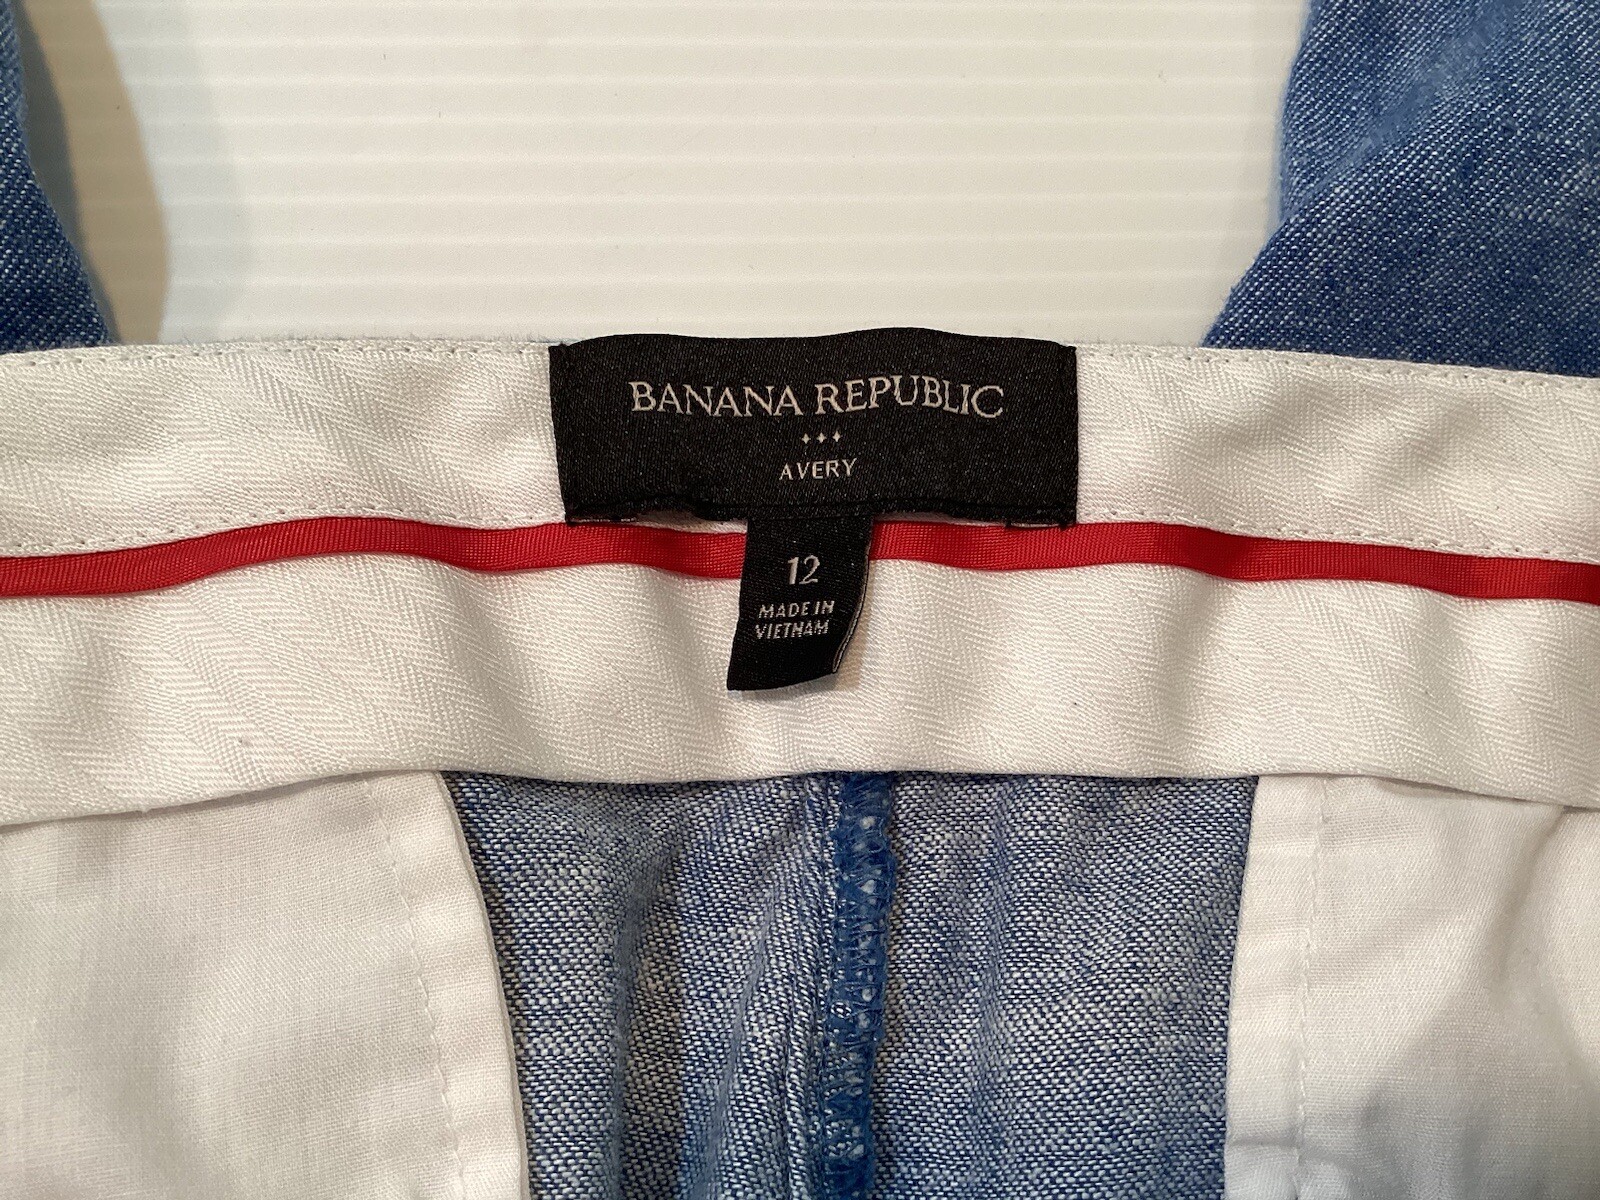 BANANA REPUBLIC
AVERY
12
MADE IN
VIETNAM